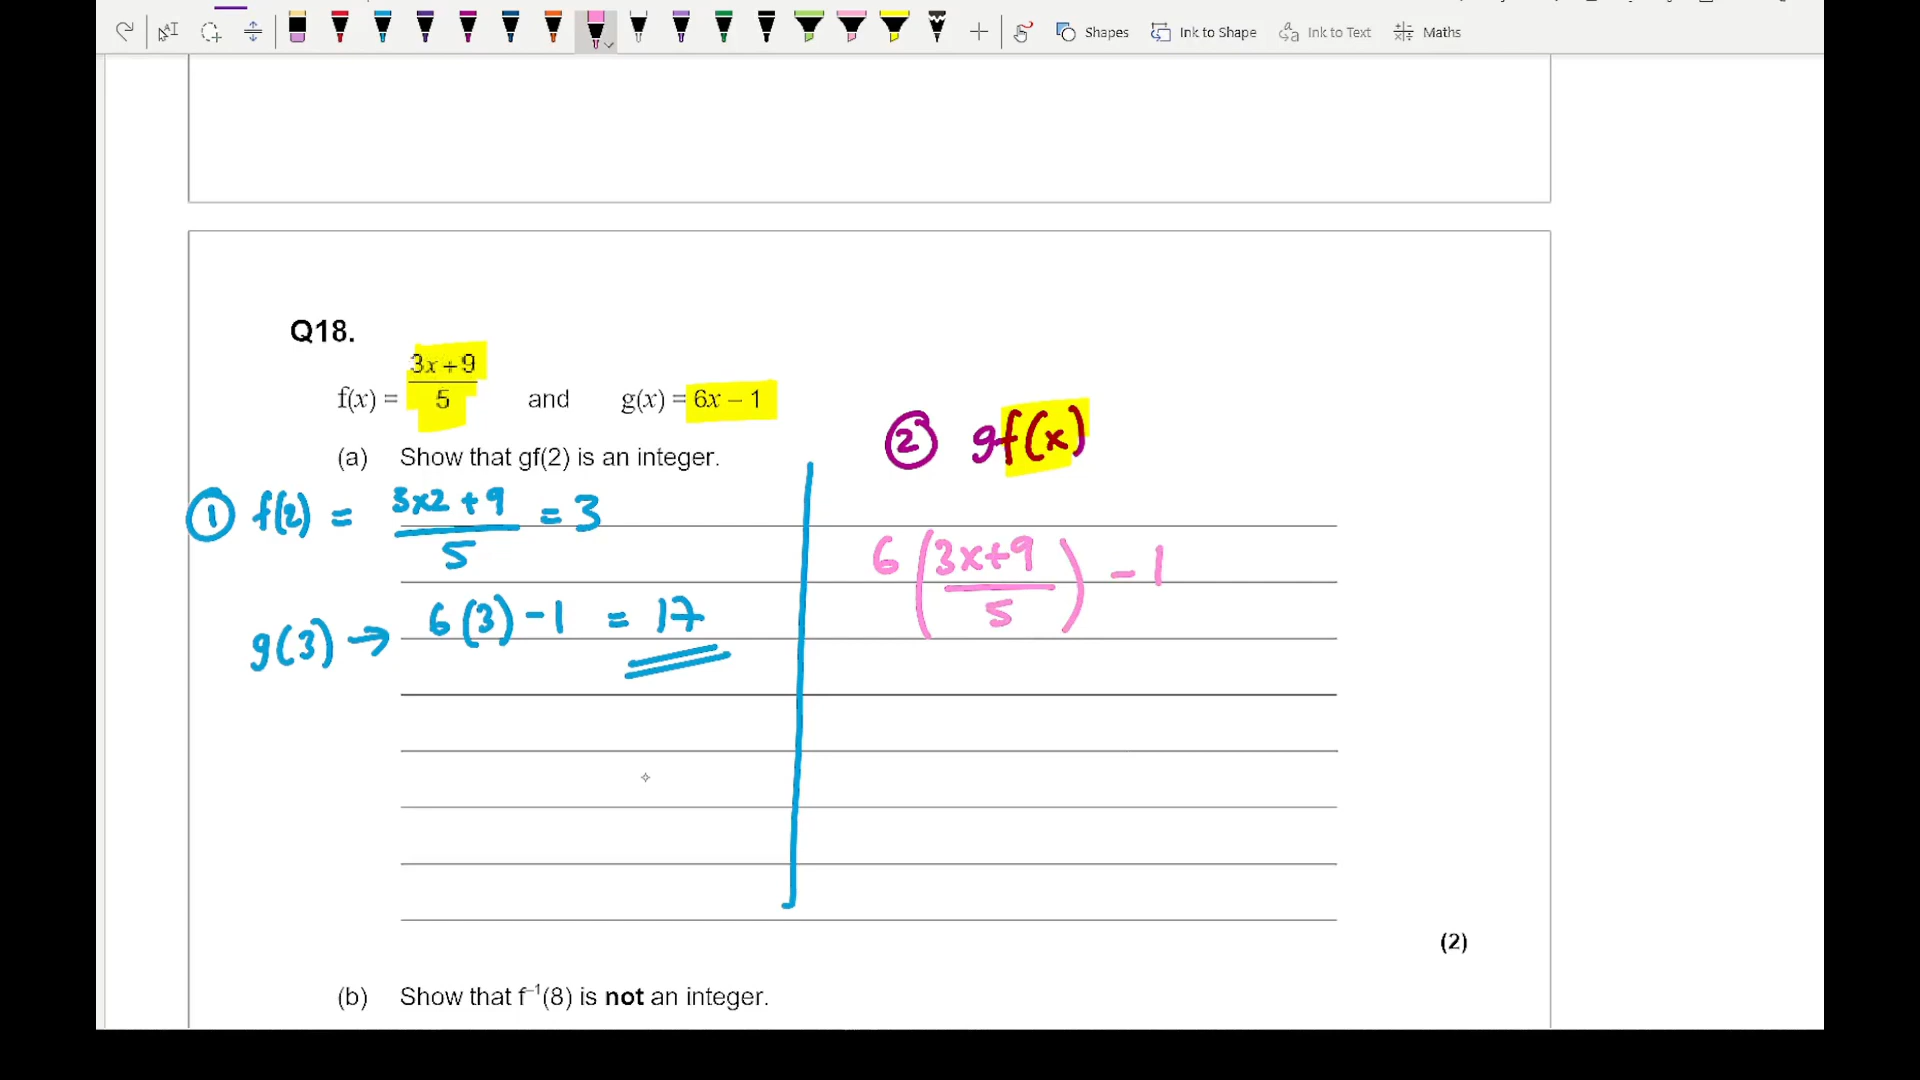 Shapes Ink to Shape Ink to Text Maths
Q18.
f(x) = 3x + 9
5
and g(x) = 6x – 1
② gf(x)
(a) Show that gf(2) is an integer.
① f(2) = 3x2 + 9 = 3
5
6 (3x+9) - 1
5
g(3) → 6(3) - 1 = 17
(2)
(b) Show that f⁻¹(8) is not an integer.